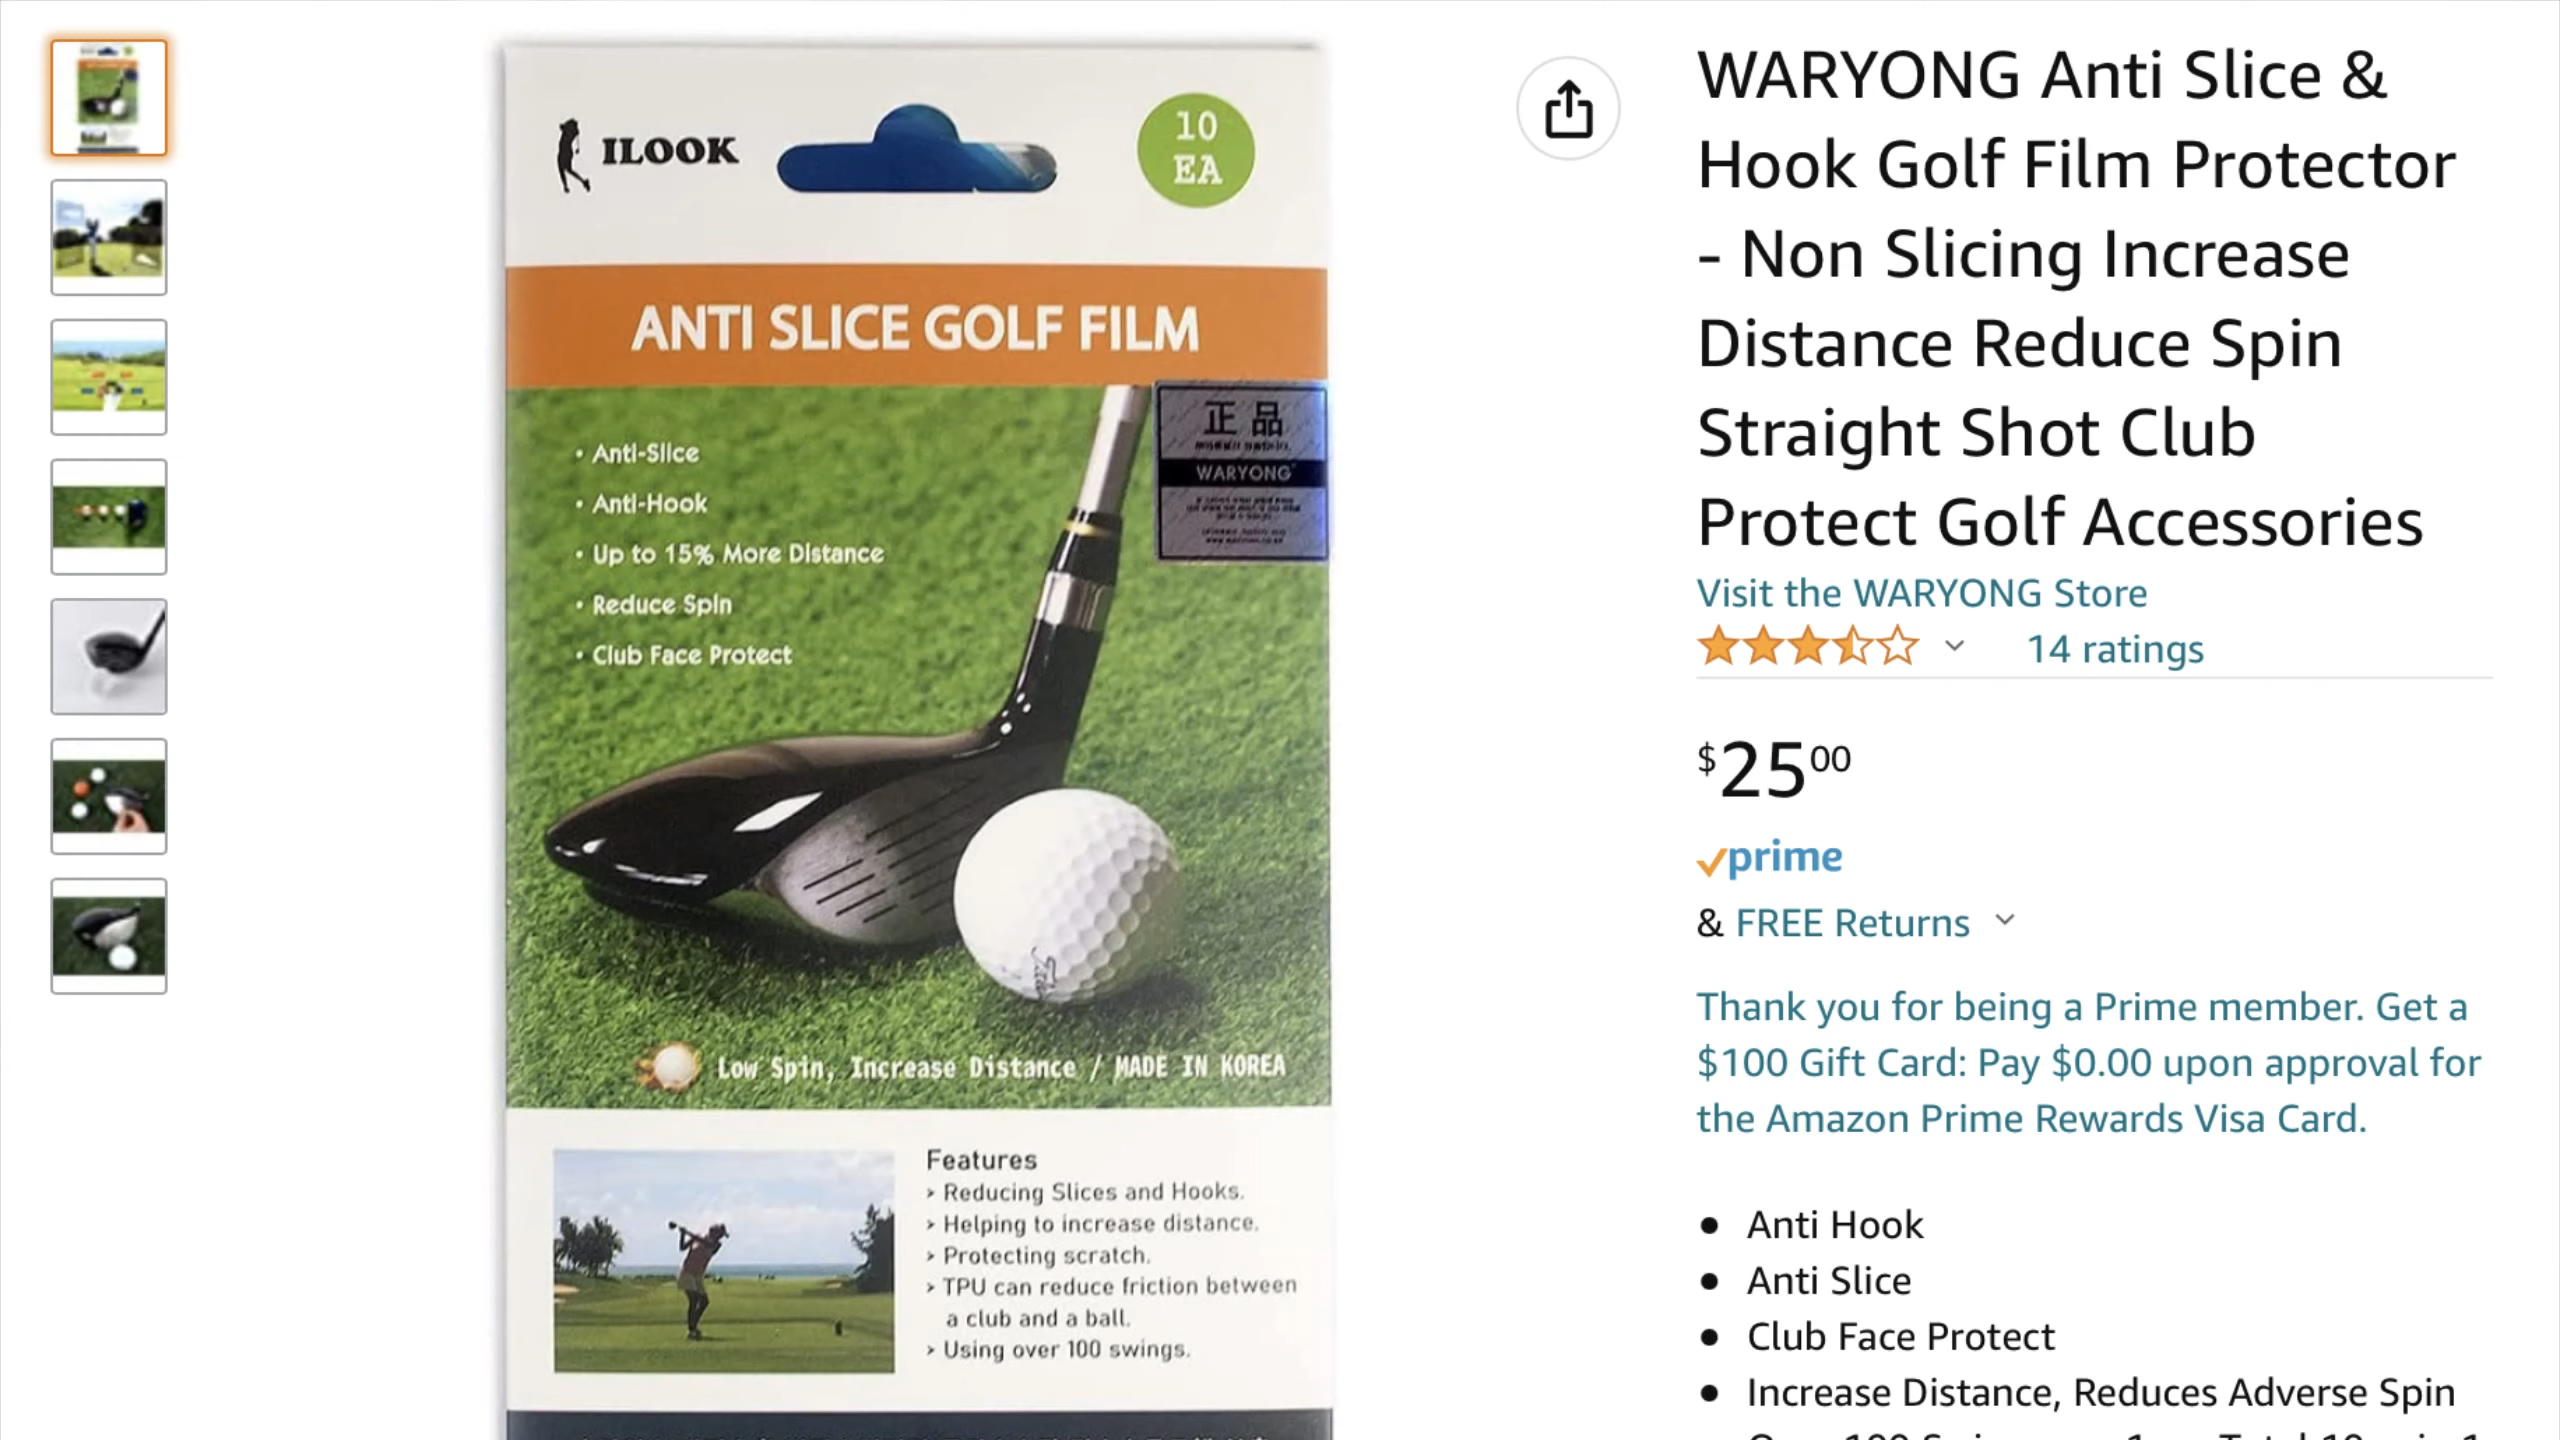 ILOOK
10
EA
ANTI SLICE GOLF FILM
• Anti-Slice
• Anti-Hook
• Up to 15% More Distance
• Reduce Spin
• Club Face Protect
正品
WARYONG
Low Spin, Increase Distance / MADE IN KOREA
Features
> Reducing Slices and Hooks.
> Helping to increase distance.
> Protecting scratch.
> TPU can reduce friction between
a club and a ball.
> Using over 100 swings.
WARYONG Anti Slice &
Hook Golf Film Protector
- Non Slicing Increase
Distance Reduce Spin
Straight Shot Club
Protect Golf Accessories
Visit the WARYONG Store
14 ratings
$25.00
prime
& FREE Returns
Thank you for being a Prime member. Get a
$100 Gift Card: Pay $0.00 upon approval for
the Amazon Prime Rewards Visa Card.
• Anti Hook
• Anti Slice
• Club Face Protect
• Increase Distance, Reduces Adverse Spin